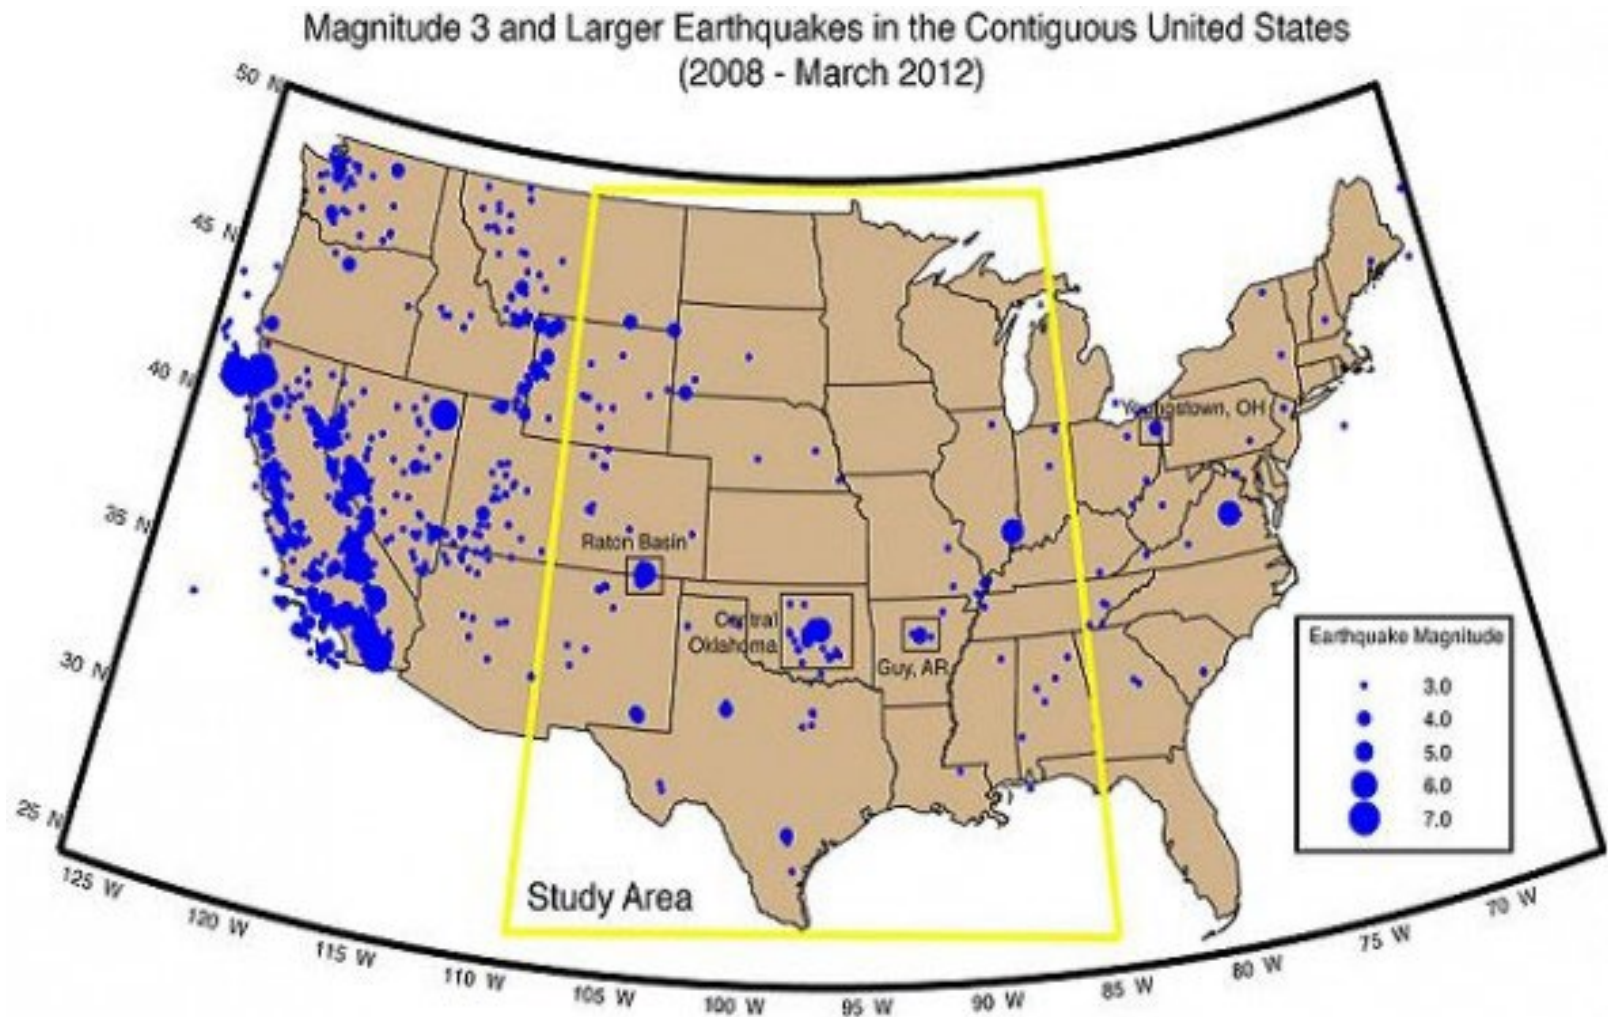 Magnitude 3 and Larger Earthquakes in the Contiguous United States
(2008 - March 2012)
50 N
45 N
40 N
35 N
30 N
25 N
Youngstown, OH
Raton Basin
Central
Oklahoma
Guy, AR
Earthquake Magnitude
3.0
4.0
5.0
6.0
7.0
Study Area
125 W
120 W
115 W
110 W
105 W
100 W
95 W
90 W
85 W
80 W
75 W
70 W